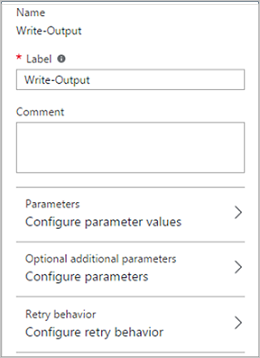 Name
Write-Output
* Label
Write-Output
Comment
Parameters
Configure parameter values
Optional additional parameters
Configure parameters
Retry behavior
Configure retry behavior